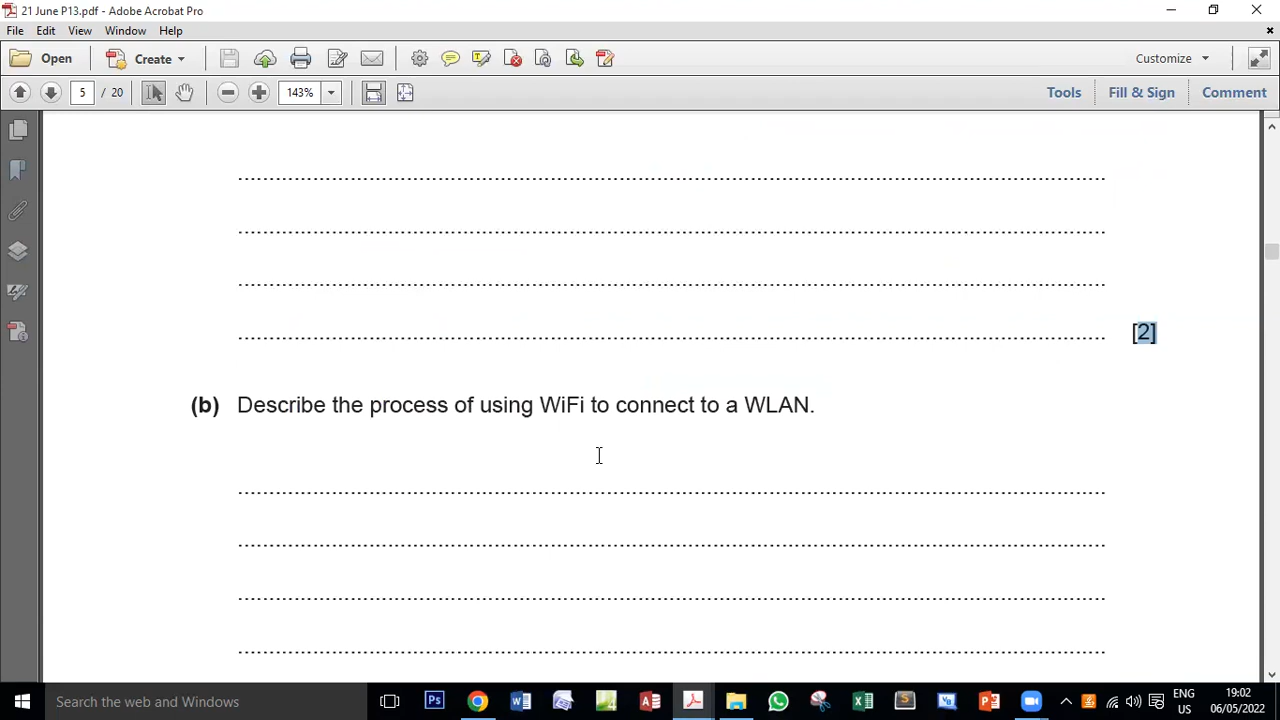 21 June P13.pdf - Adobe Acrobat Pro
File Edit View Window Help
Open Create Customize
5 / 20 143% Tools Fill & Sign Comment
[2]
(b) Describe the process of using WiFi to connect to a WLAN.
Search the web and Windows
ENG 19:02
US 06/05/2022